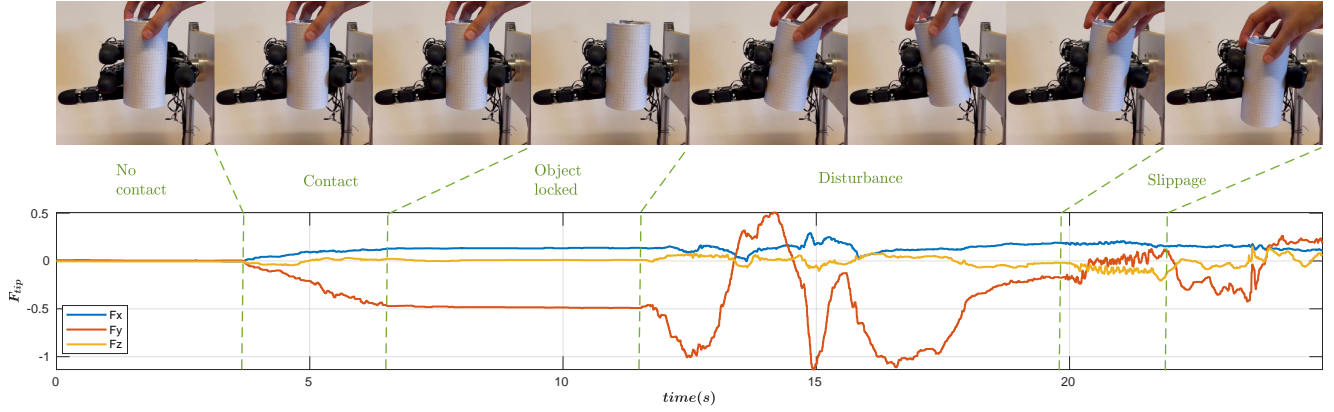 No
contact
Contact
Object
locked
Disturbance
Slippage
0.5
0
-0.5
-1
F_tip
Fx
Fy
Fz
0 5 10 15 20
time(s)